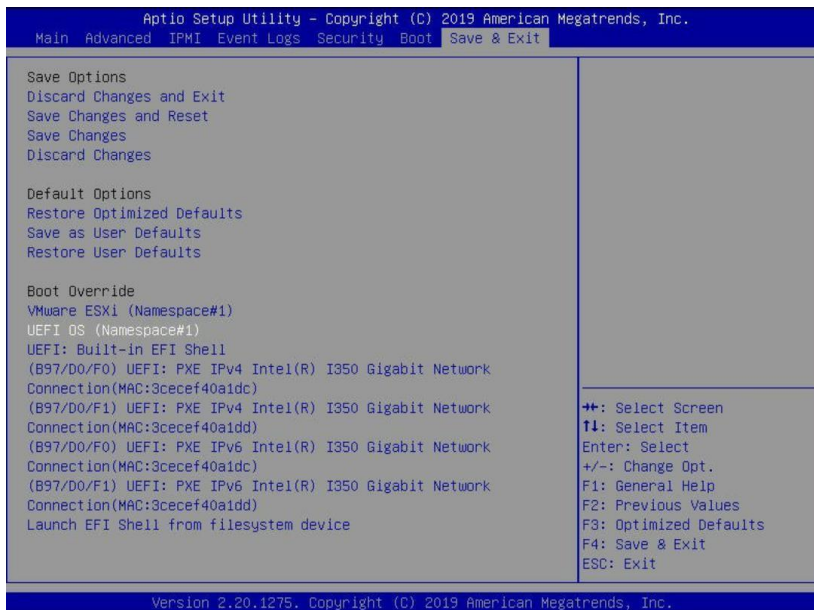 Aptio Setup Utility – Copyright (C) 2019 American Megatrends, Inc.
Main Advanced IPMI Event Logs Security Boot Save & Exit
Save Options
Discard Changes and Exit
Save Changes and Reset
Save Changes
Discard Changes
Default Options
Restore Optimized Defaults
Save as User Defaults
Restore User Defaults
Boot Override
VMware ESXi (Namespace#1)
UEFI OS (Namespace#1)
UEFI: Built-in EFI Shell
(B97/D0/F0) UEFI: PXE IPv4 Intel(R) I350 Gigabit Network
Connection(MAC:3cecef40a1dc)
(B97/D0/F1) UEFI: PXE IPv4 Intel(R) I350 Gigabit Network
Connection(MAC:3cecef40a1dd)
(B97/D0/F0) UEFI: PXE IPv6 Intel(R) I350 Gigabit Network
Connection(MAC:3cecef40a1dc)
(B97/D0/F1) UEFI: PXE IPv6 Intel(R) I350 Gigabit Network
Connection(MAC:3cecef40a1dd)
Launch EFI Shell from filesystem device
→←: Select Screen
↑↓: Select Item
Enter: Select
+/-: Change Opt.
F1: General Help
F2: Previous Values
F3: Optimized Defaults
F4: Save & Exit
ESC: Exit
Version 2.20.1275. Copyright (C) 2019 American Megatrends, Inc.